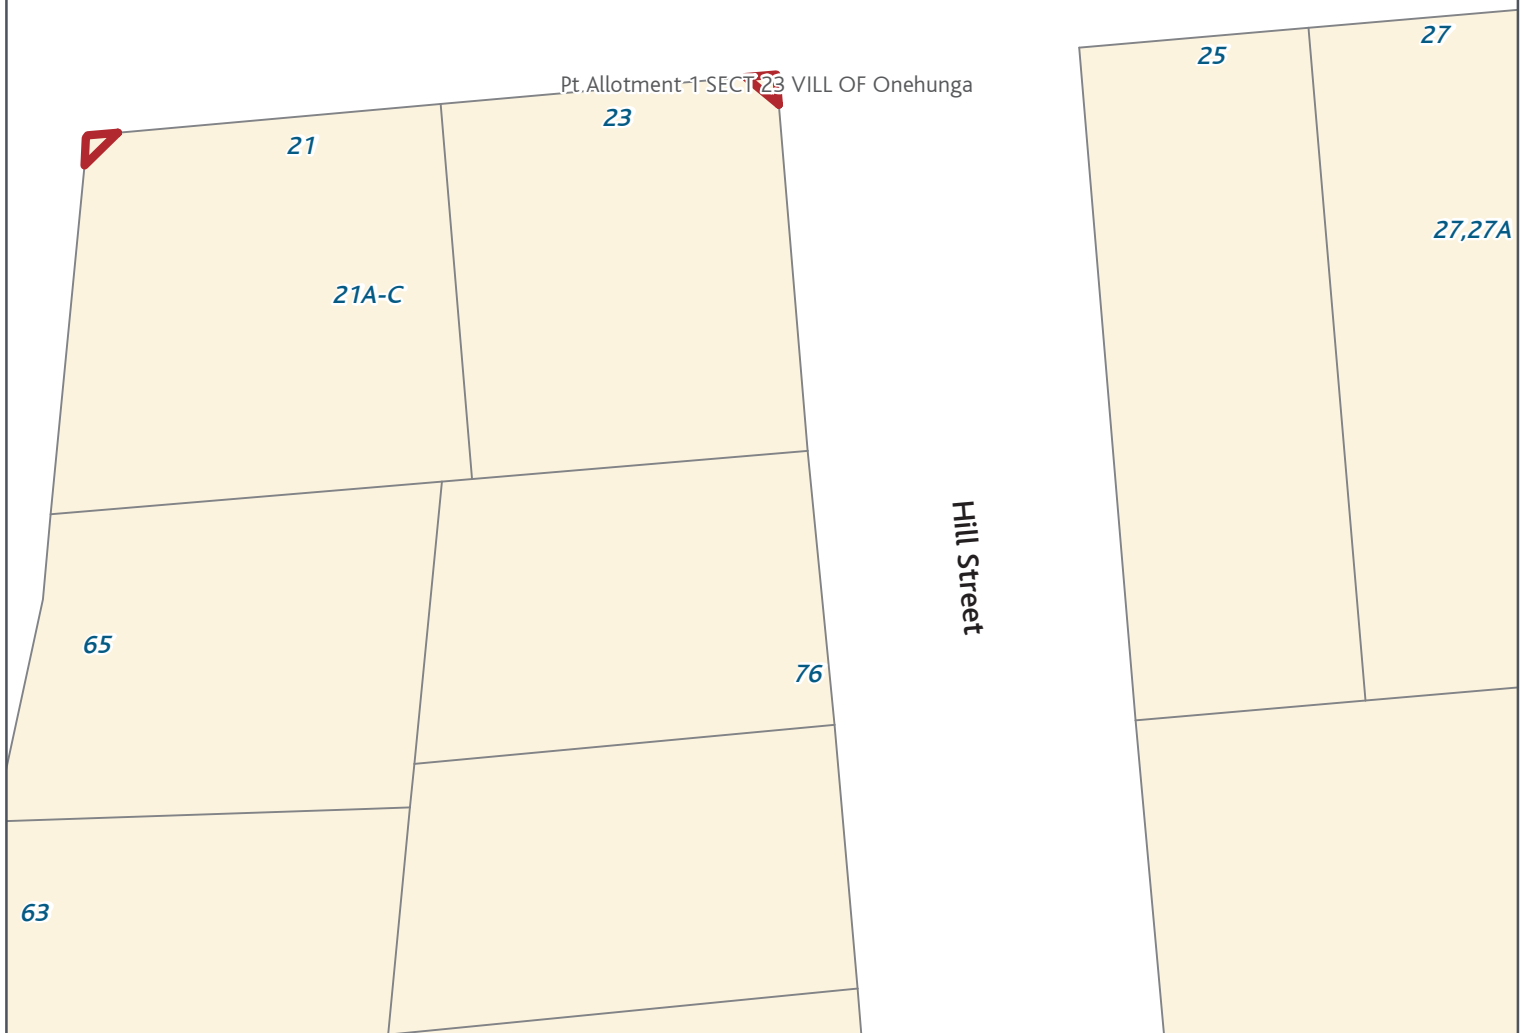 27
25
Pt Allotment 1 SECT 23 VILL OF Onehunga
23
21
27,27A
21A-C
Hill Street
65
76
63